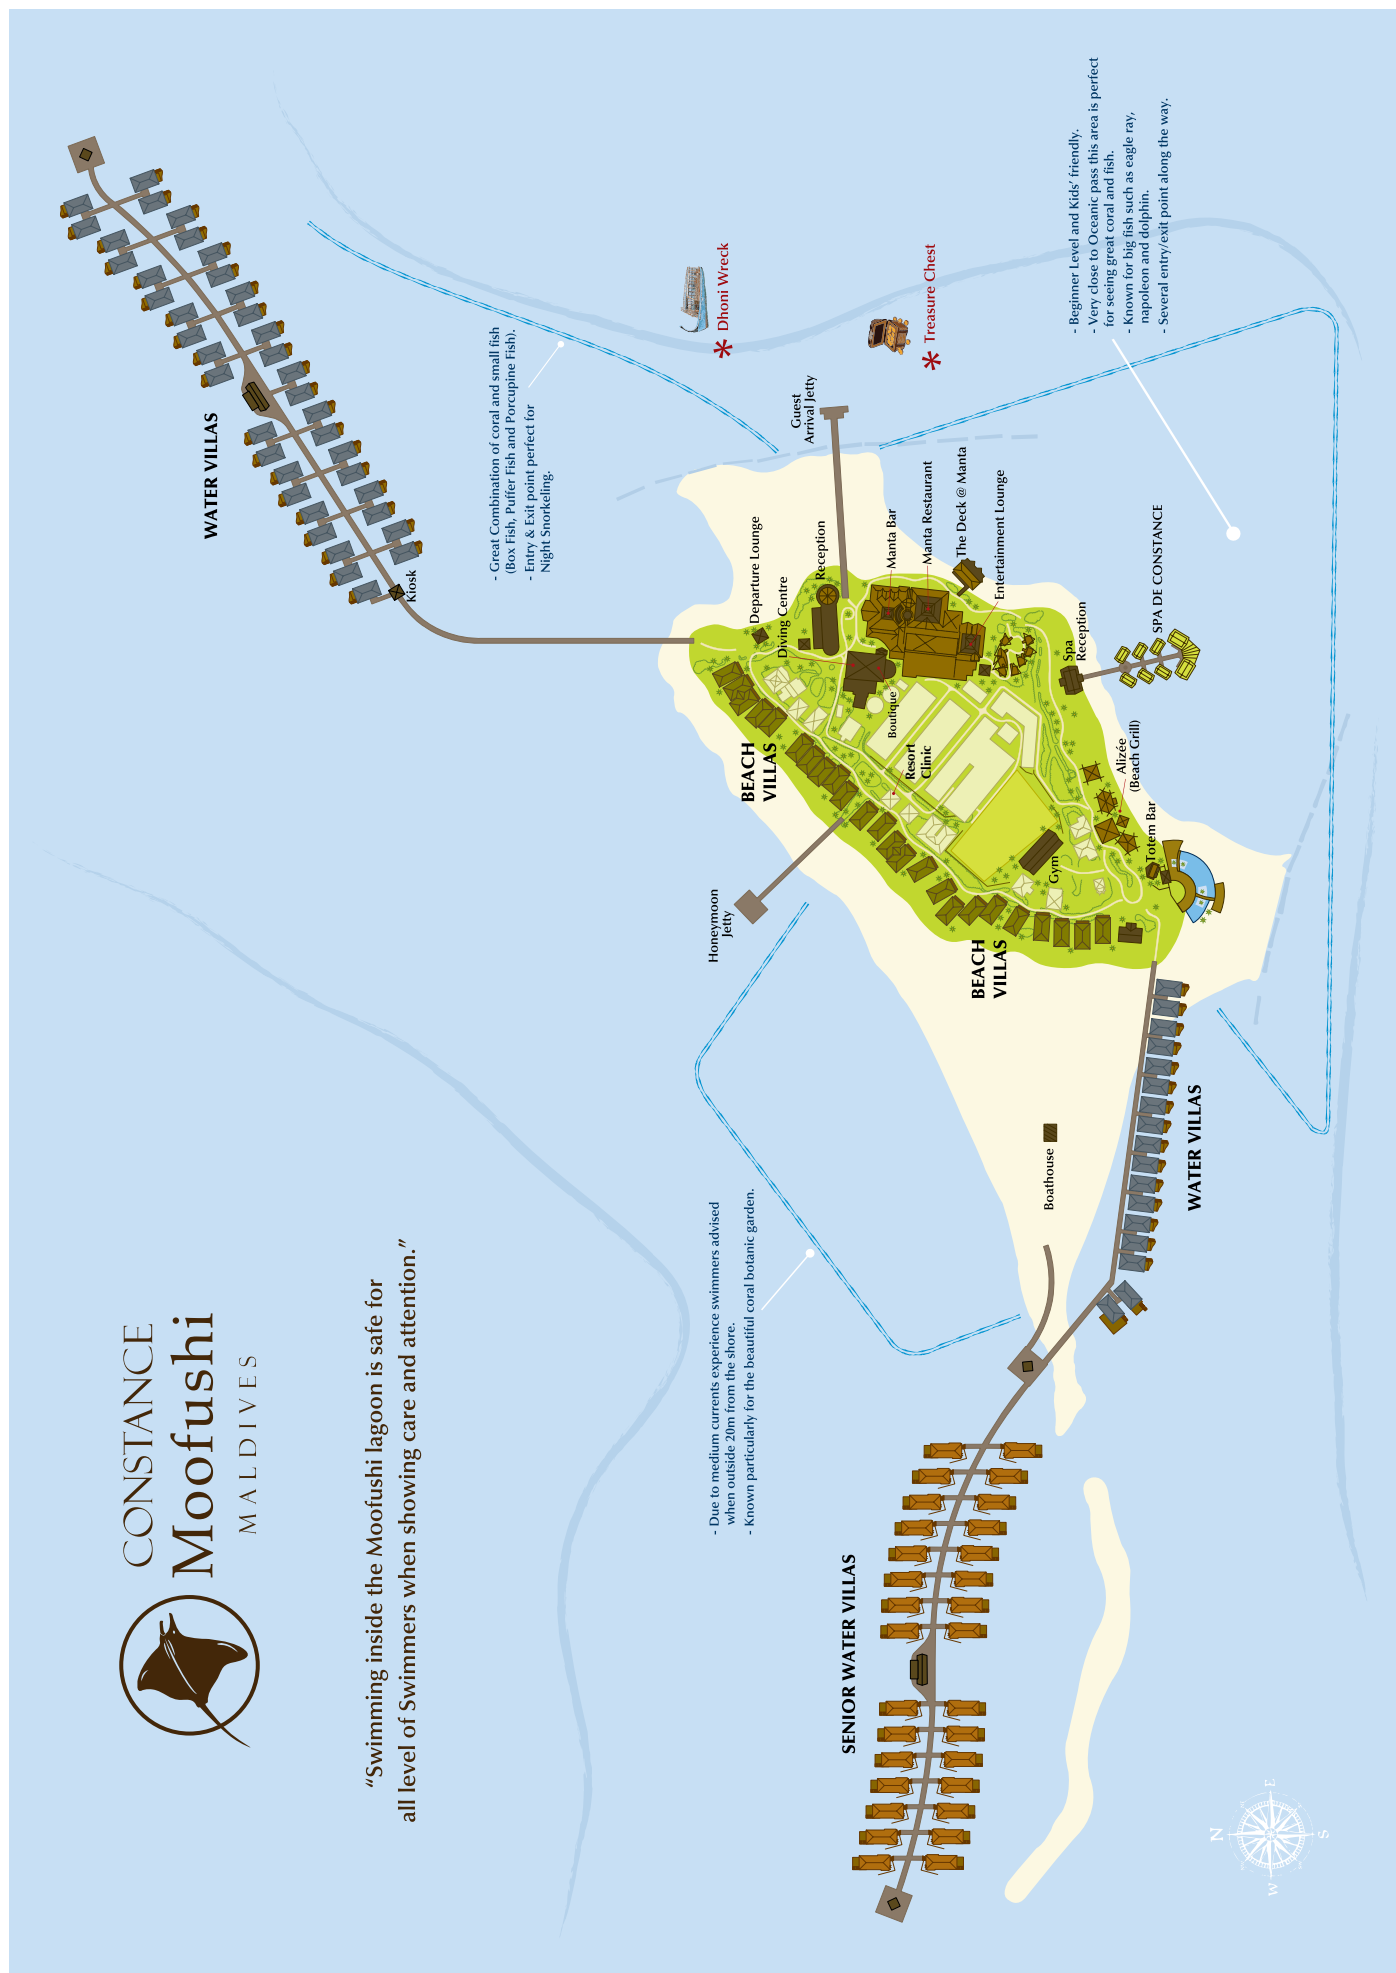 CONSTANCE
Moofushi
MALDIVES
“Swimming inside the Moofushi lagoon is safe for
all level of Swimmers when showing care and attention.”
WATER VILLAS
Kiosk
- Great Combination of coral and small fish
(Box Fish, Puffer Fish and Porcupine Fish).
- Entry & Exit point perfect for
Night Snorkeling.
Dhoni Wreck
Treasure Chest
- Beginner Level and Kids’ friendly.
- Very close to Oceanic pass this area is perfect
for seeing great coral and fish.
- Known for big fish such as eagle ray,
napoleon and dolphin.
- Several entry/exit point along the way.
Guest
Arrival Jetty
Departure Lounge
Diving Centre
Reception
Manta Bar
Manta Restaurant
The Deck @ Manta
Entertainment Lounge
Boutique
Resort
Clinic
Spa
Reception
SPA DE CONSTANCE
Alizée
(Beach Grill)
Totem Bar
Gym
BEACH
VILLAS
BEACH
VILLAS
Honeymoon
Jetty
- Due to medium currents experience swimmers advised
when outside 20m from the shore.
- Known particularly for the beautiful coral botanic garden.
Boathouse
WATER VILLAS
SENIOR WATER VILLAS
N
E
S
W